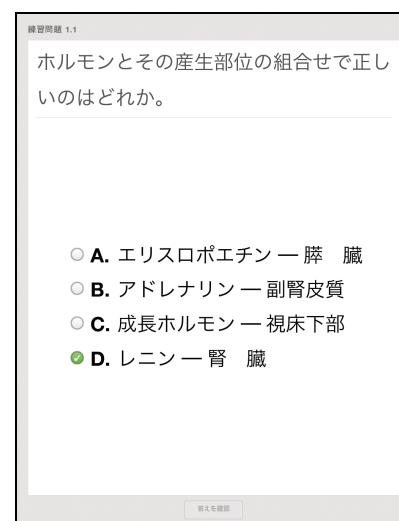 練習問題 1.1
ホルモンとその産生部位の組合せで正し
いのはどれか。
A. エリスロポエチン ― 膵　臓
B. アドレナリン ― 副腎皮質
C. 成長ホルモン ― 視床下部
D. レニン ― 腎　臓
答えを確認